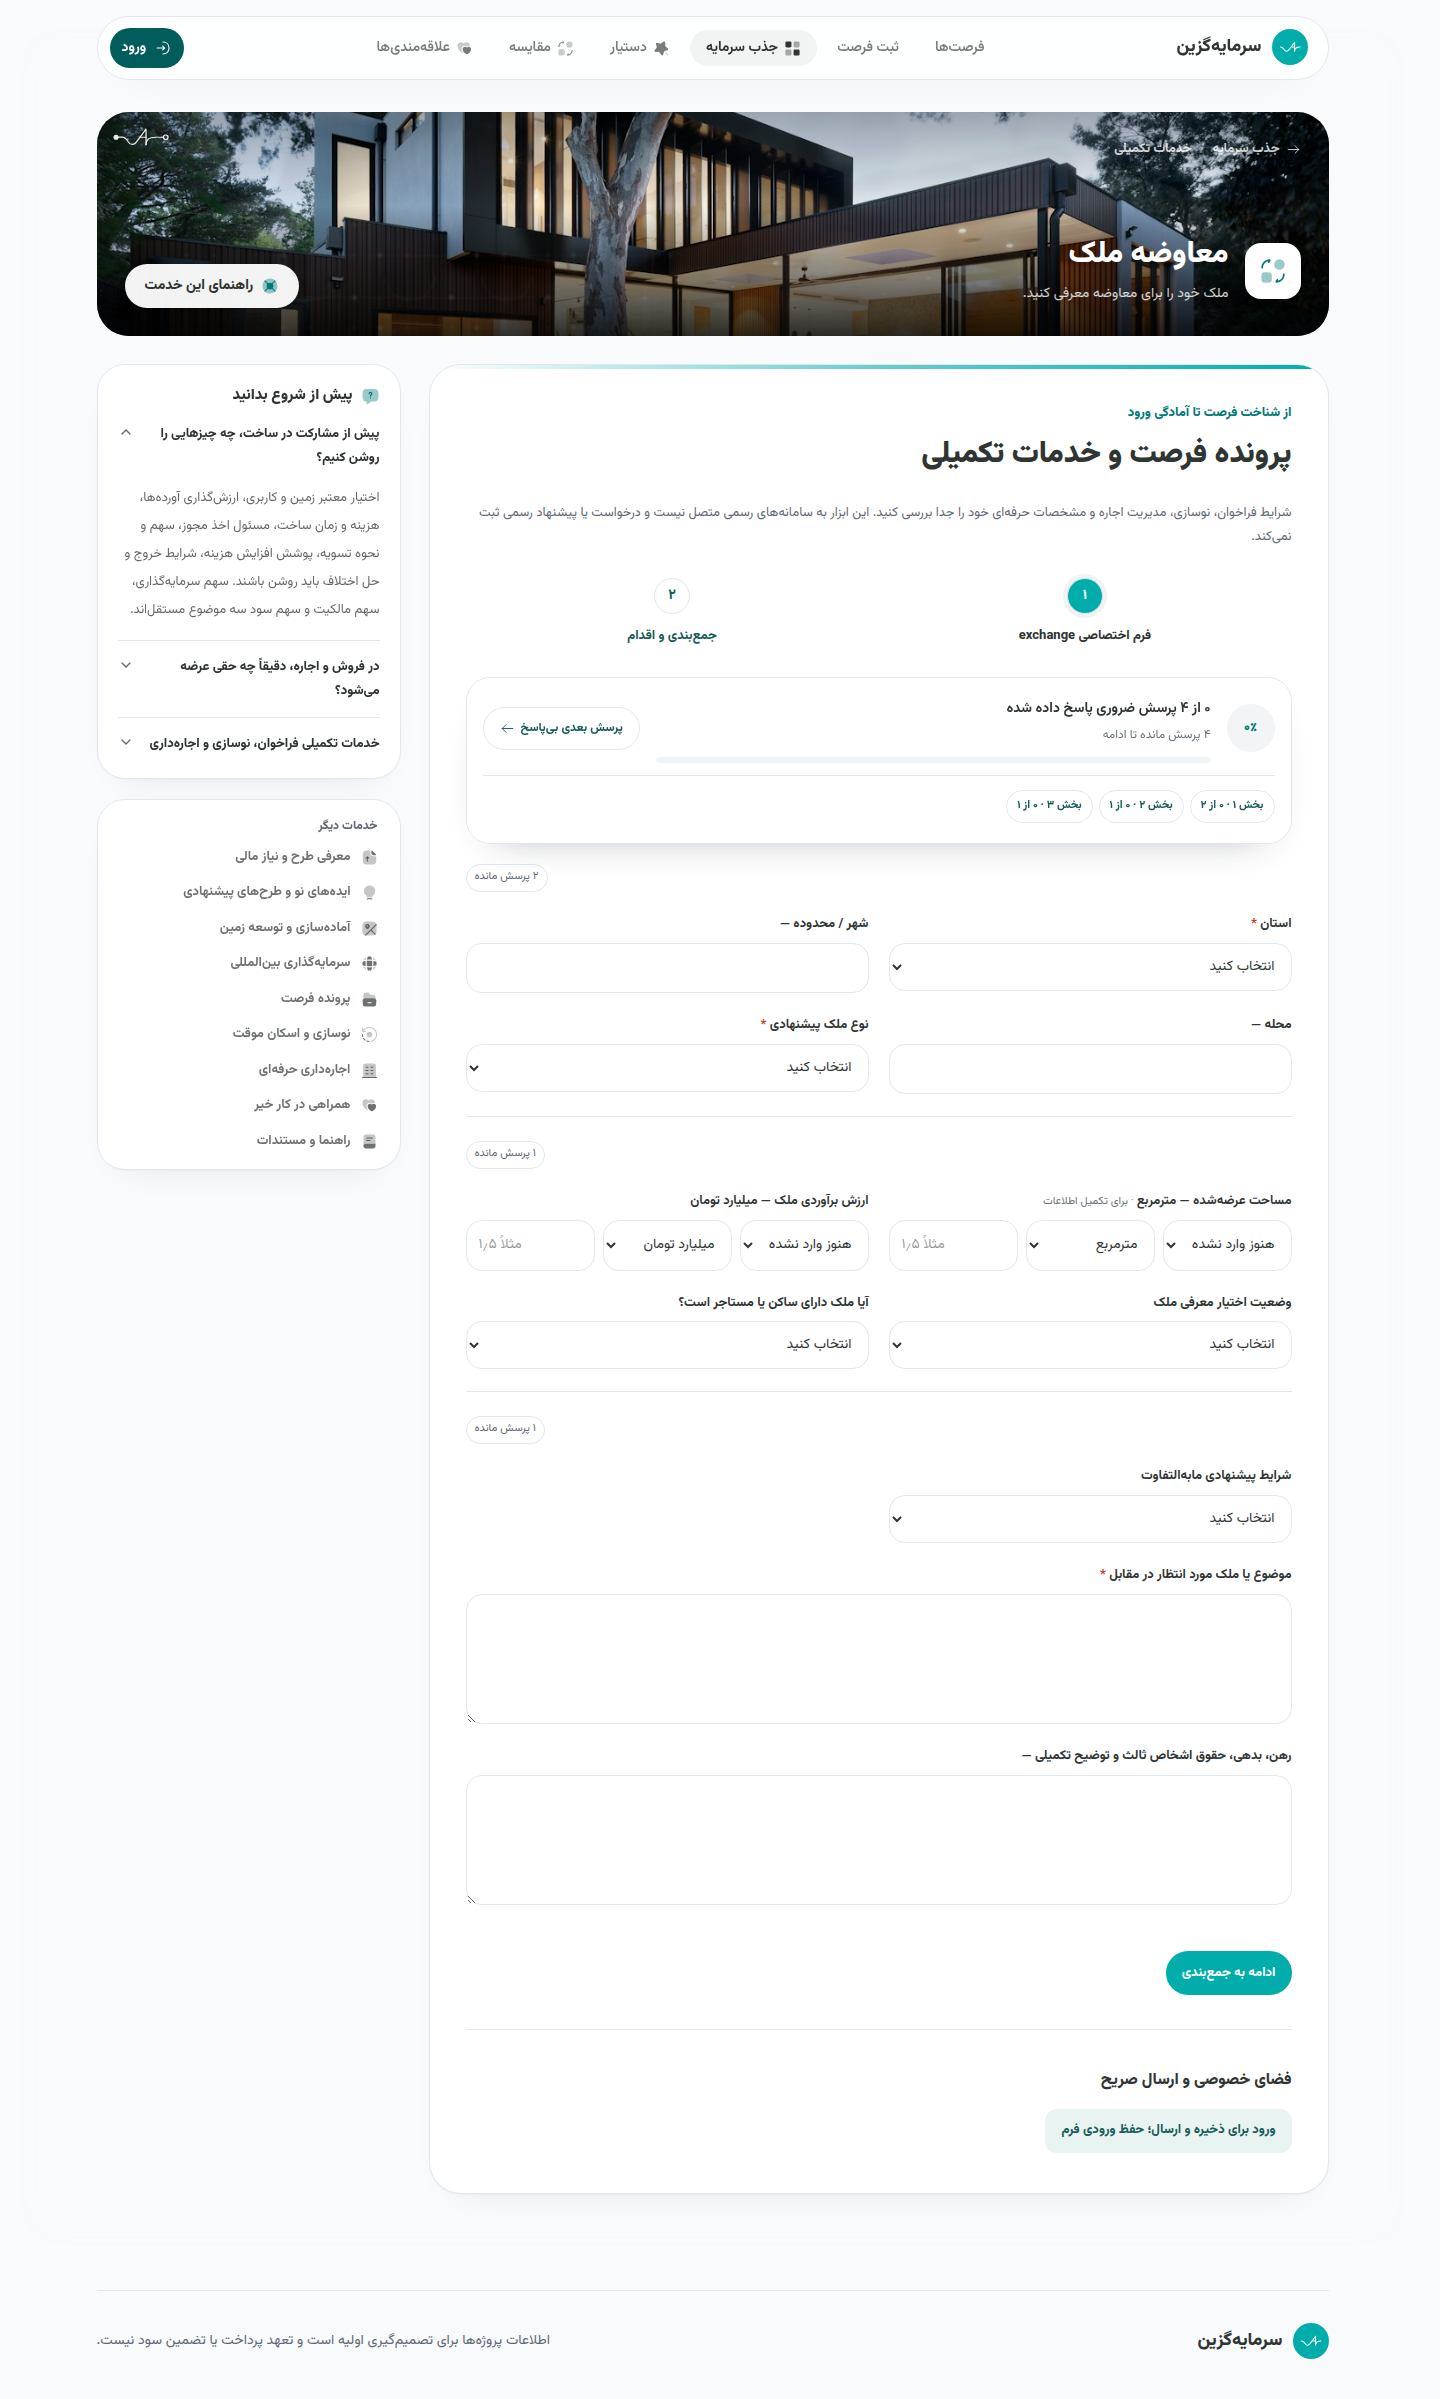 سرمایه‌گزین
فرصت‌ها
ثبت فرصت
جذب سرمایه
دستیار
مقایسه
علاقه‌مندی‌ها
ورود
جذب سرمایه
خدمات تکمیلی
معاوضه ملک
ملک خود را برای معاوضه معرفی کنید.
راهنمای این خدمت
از شناخت فرصت تا آمادگی ورود
پرونده فرصت و خدمات تکمیلی
شرایط فراخوان، نوسازی، مدیریت اجاره و مشخصات حرفه‌ای خود را جدا بررسی کنید. این ابزار به سامانه‌های رسمی متصل نیست و درخواست یا پیشنهاد رسمی ثبت
نمی‌کند.
۱
۲
فرم اختصاصی exchange
جمع‌بندی و اقدام
۰٪
۰ از ۴ پرسش ضروری پاسخ داده شده
۴ پرسش مانده تا ادامه
پرسش بعدی بی‌پاسخ
بخش ۱ · ۰ از ۲
بخش ۲ · ۰ از ۱
بخش ۳ · ۰ از ۱
۲ پرسش مانده
استان *
شهر / محدوده —
انتخاب کنید
محله —
نوع ملک پیشنهادی *
انتخاب کنید
۱ پرسش مانده
مساحت عرضه‌شده — مترمربع · برای تکمیل اطلاعات
ارزش برآوردی ملک — میلیارد تومان
هنوز وارد نشده
مترمربع
مثلاً ۱٫۵
هنوز وارد نشده
میلیارد تومان
مثلاً ۱٫۵
وضعیت اختیار معرفی ملک
آیا ملک دارای ساکن یا مستاجر است؟
انتخاب کنید
انتخاب کنید
۱ پرسش مانده
شرایط پیشنهادی مابه‌التفاوت
انتخاب کنید
موضوع یا ملک مورد انتظار در مقابل *
رهن، بدهی، حقوق اشخاص ثالث و توضیح تکمیلی —
ادامه به جمع‌بندی
فضای خصوصی و ارسال صریح
ورود برای ذخیره و ارسال؛ حفظ ورودی فرم
پیش از شروع بدانید
پیش از مشارکت در ساخت، چه چیزهایی را
روشن کنیم؟
اختیار معتبر زمین و کاربری، ارزش‌گذاری آورده‌ها،
هزینه و زمان ساخت، مسئول اخذ مجوز، سهم و
نحوه تسویه، پوشش افزایش هزینه، شرایط خروج و
حل اختلاف باید روشن باشند. سهم سرمایه‌گذاری،
سهم مالکیت و سهم سود سه موضوع مستقل‌اند.
در فروش و اجاره، دقیقاً چه حقی عرضه
می‌شود؟
خدمات تکمیلی فراخوان، نوسازی و اجاره‌داری
خدمات دیگر
معرفی طرح و نیاز مالی
ایده‌های نو و طرح‌های پیشنهادی
آماده‌سازی و توسعه زمین
سرمایه‌گذاری بین‌المللی
پرونده فرصت
نوسازی و اسکان موقت
اجاره‌داری حرفه‌ای
همراهی در کار خیر
راهنما و مستندات
سرمایه‌گزین
اطلاعات پروژه‌ها برای تصمیم‌گیری اولیه است و تعهد پرداخت یا تضمین سود نیست.